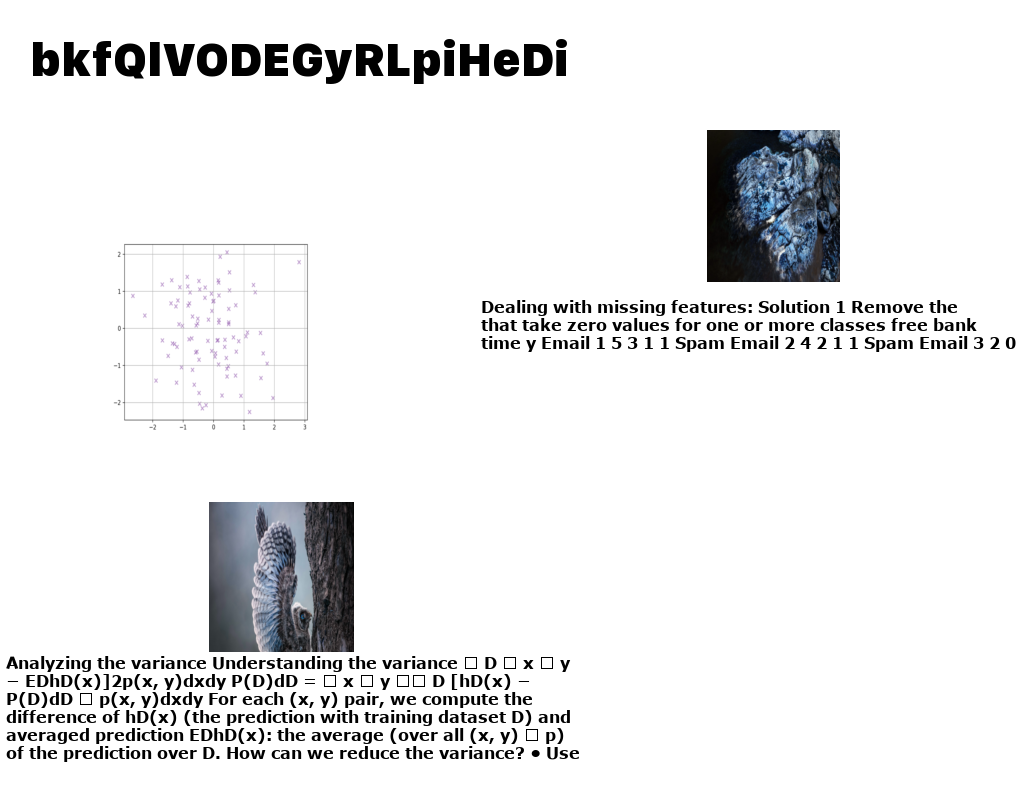 bkfQlVODEGyRLpiHeDi
Dealing with missing features: Solution 1 Remove the
that take zero values for one or more classes free bank
time y Email 1 5 3 1 1 Spam Email 2 4 2 1 1 Spam Email 3 2 0
2
1
0
−1
−2
−2 −1 0 1 2 3
Analyzing the variance Understanding the variance □ D □ x □ y
− EDhD(x)]2p(x, y)dxdy P(D)dD = □ x □ y □□ D [hD(x) −
P(D)dD □ p(x, y)dxdy For each (x, y) pair, we compute the
difference of hD(x) (the prediction with training dataset D) and
averaged prediction EDhD(x): the average (over all (x, y) □ p)
of the prediction over D. How can we reduce the variance? • Use